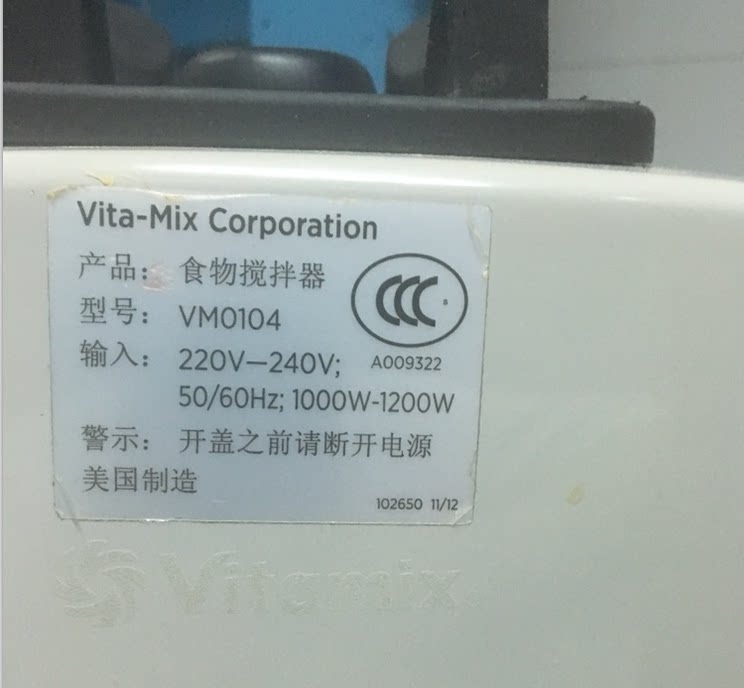 Vita-Mix Corporation
产品： 食物搅拌器
型号： VM0104
CCC S
A009322
输入： 220V—240V;
50/60Hz; 1000W-1200W
警示： 开盖之前请断开电源
美国制造
102650 11/12
Vitamix